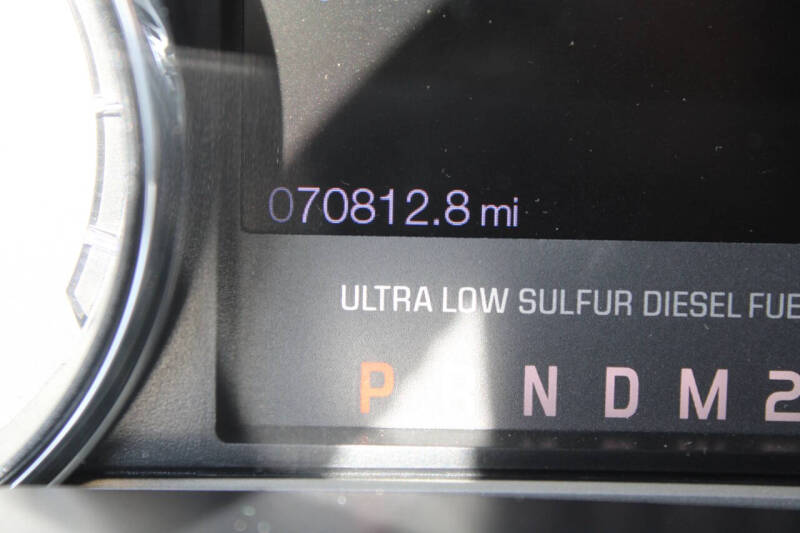 070812.8 mi
ULTRA LOW SULFUR DIESEL FUE
P R N D M 2